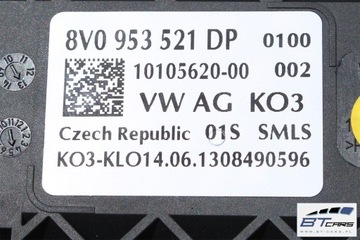 8V0 953 521 DP 0100
10105620-00 002
VW AG KO3
Czech Republic 01S SMLS
KO3-KLO14.06.1308490596
BTCARS